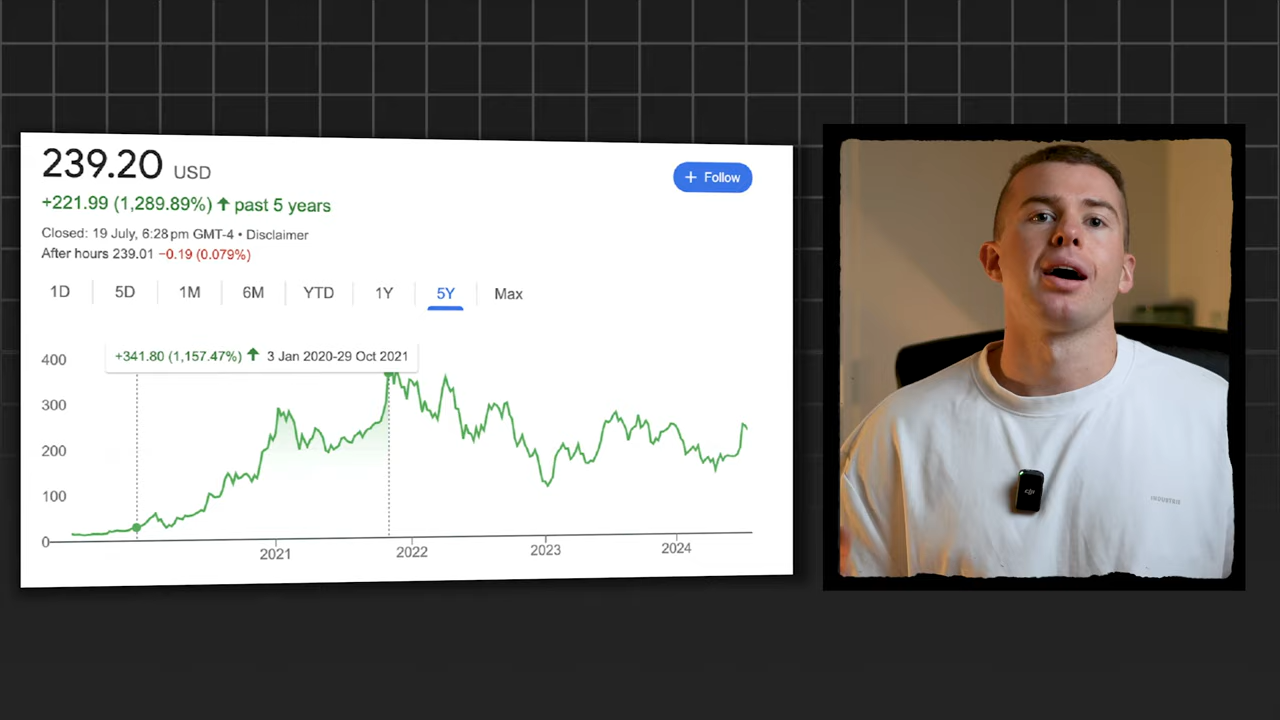 239.20 USD
+ Follow
+221.99 (1,289.89%) ↑ past 5 years
Closed: 19 July, 6:28 pm GMT-4 • Disclaimer
After hours 239.01 −0.19 (0.079%)
1D 5D 1M 6M YTD 1Y 5Y Max
+341.80 (1,157.47%) ↑ 3 Jan 2020-29 Oct 2021
400
300
200
100
0
2021 2022 2023 2024
dji
INDUSTRIE